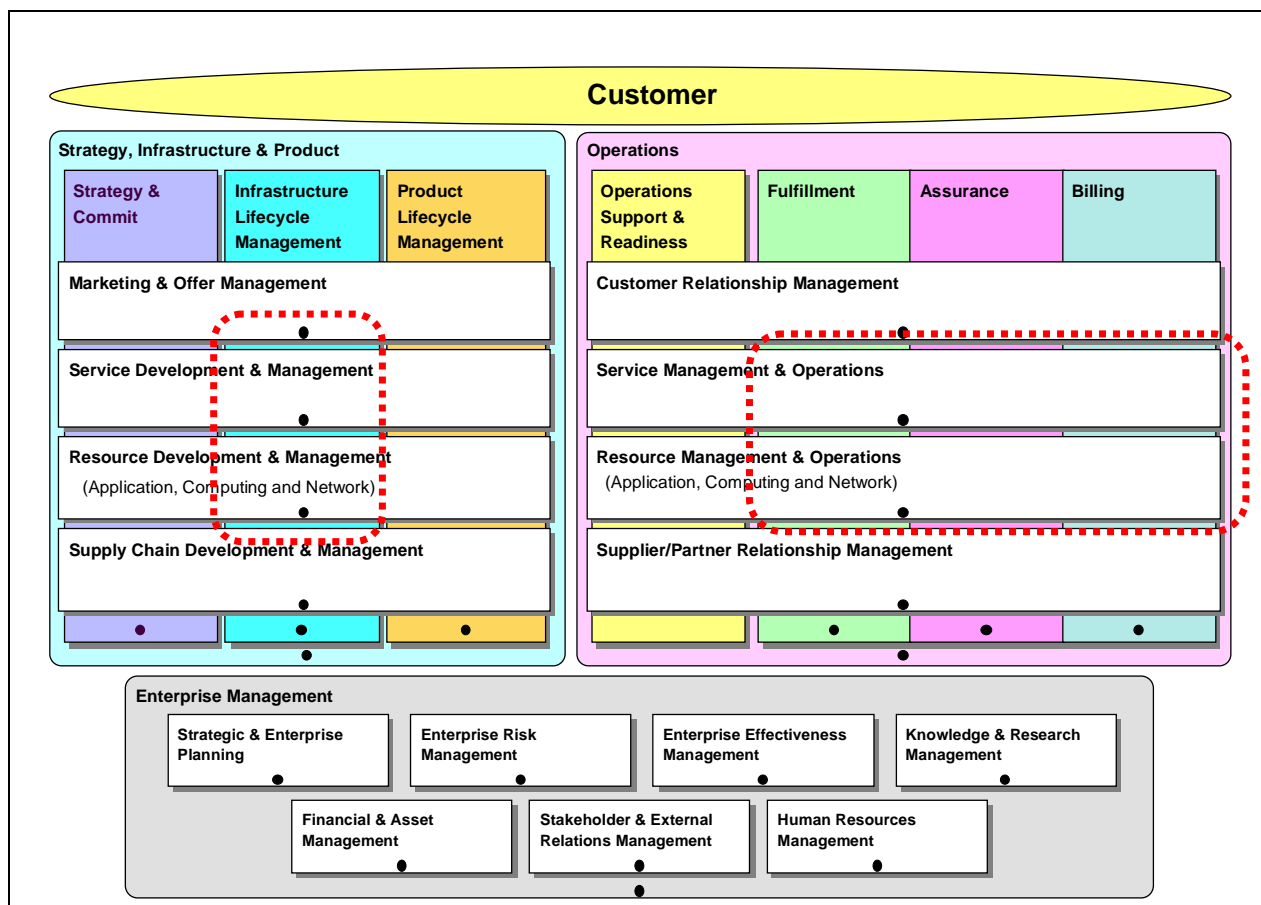 Customer
Strategy, Infrastructure & Product
Strategy &
Commit
Infrastructure
Lifecycle
Management
Product
Lifecycle
Management
Marketing & Offer Management
Service Development & Management
Resource Development & Management
(Application, Computing and Network)
Supply Chain Development & Management
Operations
Operations
Support &
Readiness
Fulfillment
Assurance
Billing
Customer Relationship Management
Service Management & Operations
Resource Management & Operations
(Application, Computing and Network)
Supplier/Partner Relationship Management
Enterprise Management
Strategic & Enterprise
Planning
Enterprise Risk
Management
Enterprise Effectiveness
Management
Knowledge & Research
Management
Financial & Asset
Management
Stakeholder & External
Relations Management
Human Resources
Management